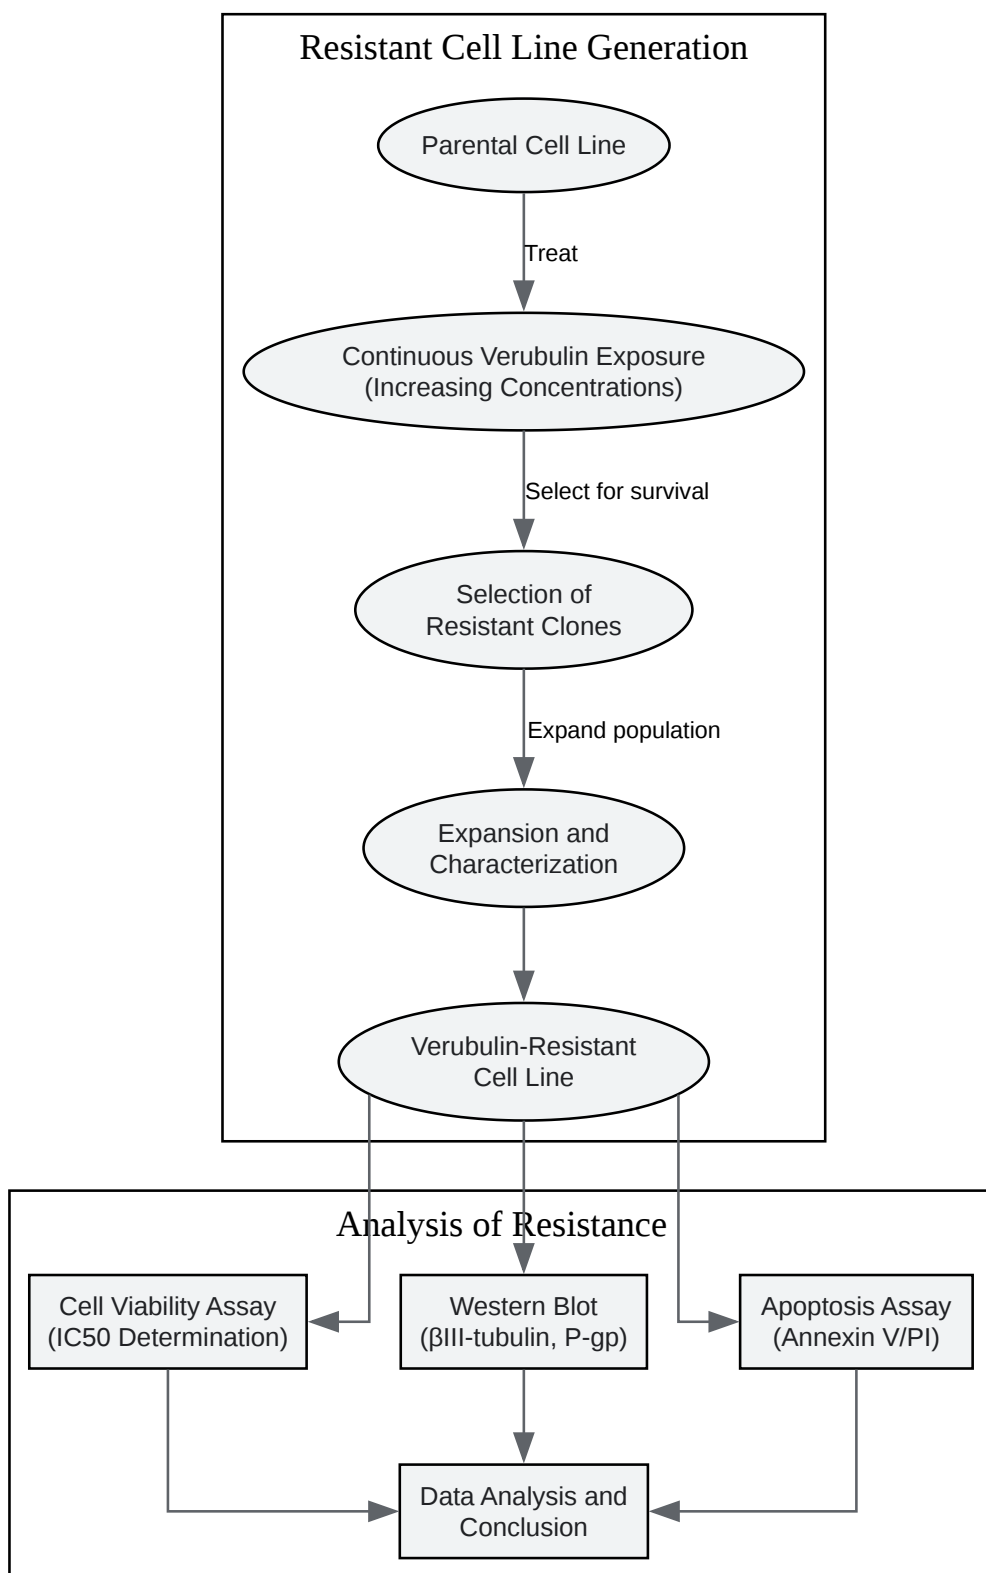 Resistant Cell Line Generation
Parental Cell Line
Treat
Continuous Verubulin Exposure
(Increasing Concentrations)
Select for survival
Selection of
Resistant Clones
Expand population
Expansion and
Characterization
Verubulin-Resistant
Cell Line
Analysis of Resistance
Cell Viability Assay
(IC50 Determination)
Western Blot
(βIII-tubulin, P-gp)
Apoptosis Assay
(Annexin V/PI)
Data Analysis and
Conclusion